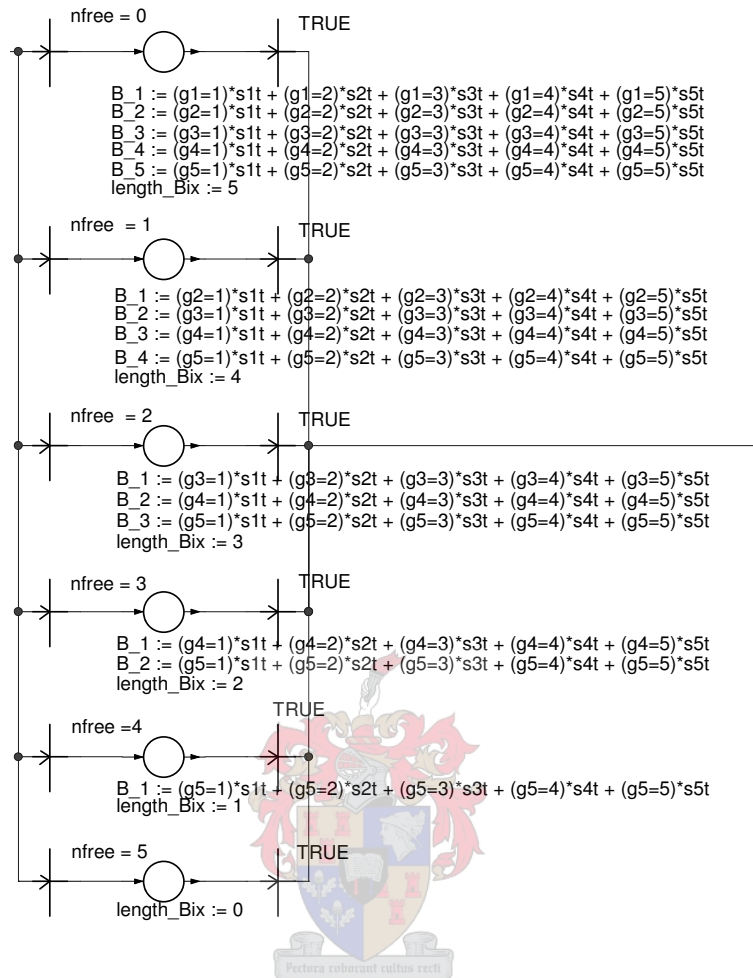 nfree = 0
TRUE
B_1 := (g1=1)*s1t + (g1=2)*s2t + (g1=3)*s3t + (g1=4)*s4t + (g1=5)*s5t
B_2 := (g2=1)*s1t + (g2=2)*s2t + (g2=3)*s3t + (g2=4)*s4t + (g2=5)*s5t
B_3 := (g3=1)*s1t + (g3=2)*s2t + (g3=3)*s3t + (g3=4)*s4t + (g3=5)*s5t
B_4 := (g4=1)*s1t + (g4=2)*s2t + (g4=3)*s3t + (g4=4)*s4t + (g4=5)*s5t
B_5 := (g5=1)*s1t + (g5=2)*s2t + (g5=3)*s3t + (g5=4)*s4t + (g5=5)*s5t
length_Bix := 5
nfree = 1
TRUE
B_1 := (g2=1)*s1t + (g2=2)*s2t + (g2=3)*s3t + (g2=4)*s4t + (g2=5)*s5t
B_2 := (g3=1)*s1t + (g3=2)*s2t + (g3=3)*s3t + (g3=4)*s4t + (g3=5)*s5t
B_3 := (g4=1)*s1t + (g4=2)*s2t + (g4=3)*s3t + (g4=4)*s4t + (g4=5)*s5t
B_4 := (g5=1)*s1t + (g5=2)*s2t + (g5=3)*s3t + (g5=4)*s4t + (g5=5)*s5t
length_Bix := 4
nfree = 2
TRUE
B_1 := (g3=1)*s1t + (g3=2)*s2t + (g3=3)*s3t + (g3=4)*s4t + (g3=5)*s5t
B_2 := (g4=1)*s1t + (g4=2)*s2t + (g4=3)*s3t + (g4=4)*s4t + (g4=5)*s5t
B_3 := (g5=1)*s1t + (g5=2)*s2t + (g5=3)*s3t + (g5=4)*s4t + (g5=5)*s5t
length_Bix := 3
nfree = 3
TRUE
B_1 := (g4=1)*s1t + (g4=2)*s2t + (g4=3)*s3t + (g4=4)*s4t + (g4=5)*s5t
B_2 := (g5=1)*s1t + (g5=2)*s2t + (g5=3)*s3t + (g5=4)*s4t + (g5=5)*s5t
length_Bix := 2
TRUE
nfree =4
B_1 := (g5=1)*s1t + (g5=2)*s2t + (g5=3)*s3t + (g5=4)*s4t + (g5=5)*s5t
length_Bix := 1
nfree = 5
TRUE
length_Bix := 0
Pectora roborant cultus recti